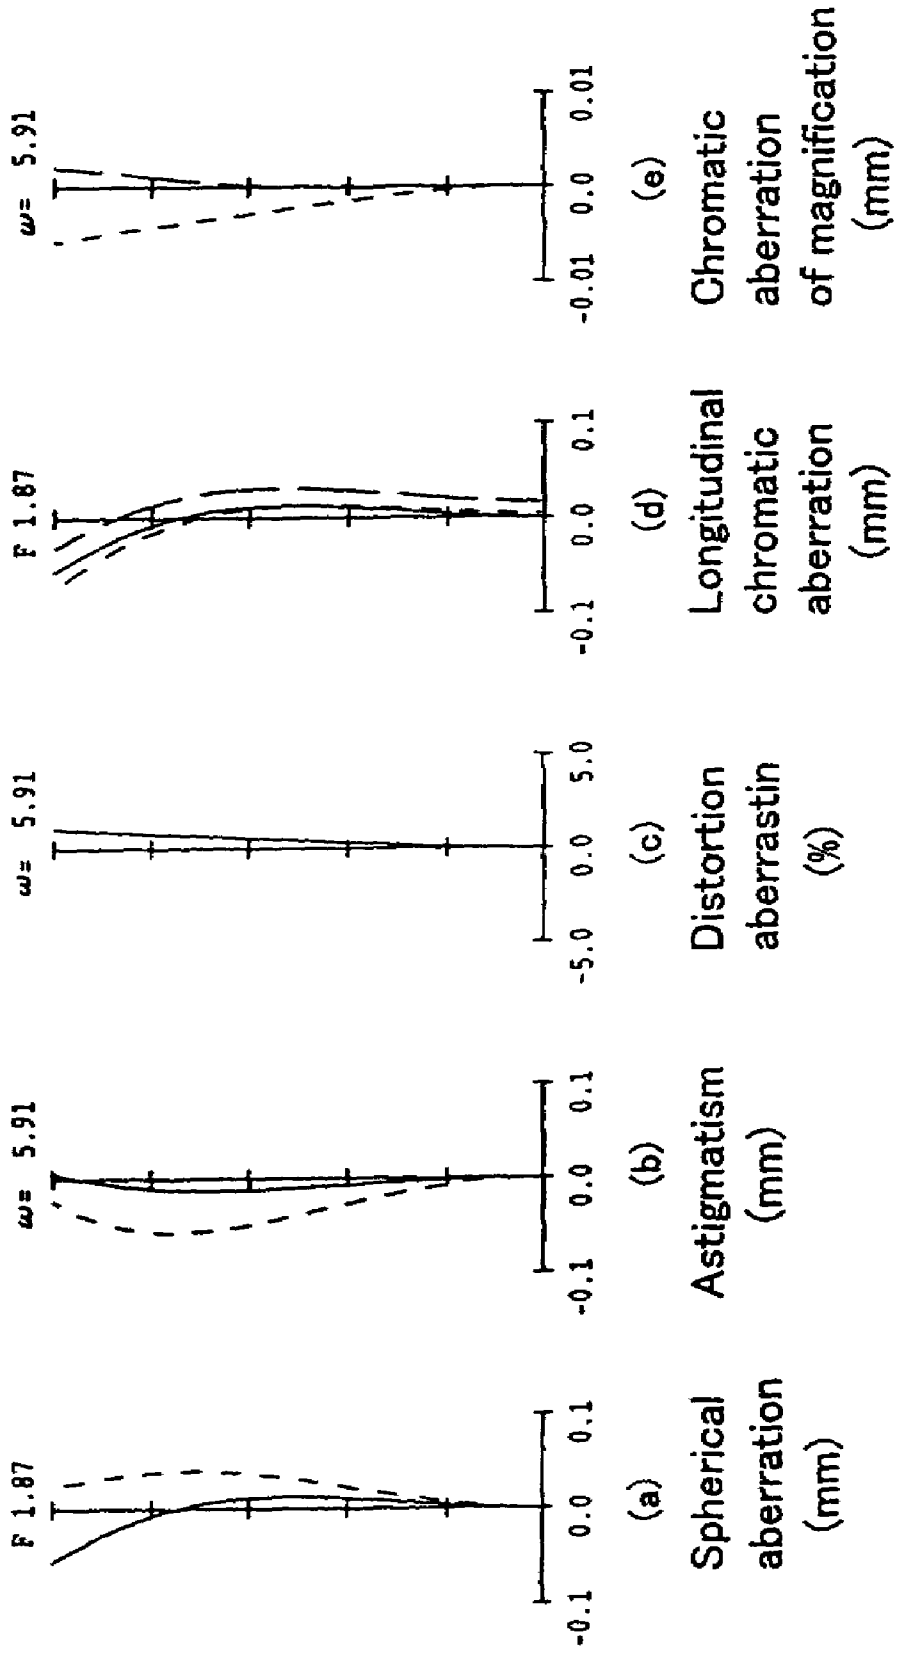 F 1.87
-0.1 0.0 0.1
(a)
Spherical
aberration
(mm)
ω= 5.91
-0.1 0.0 0.1
(b)
Astigmatism
(mm)
ω= 5.91
-5.0 0.0 5.0
(c)
Distortion
aberrastin
(%)
F 1.87
-0.1 0.0 0.1
(d)
Longitudinal
chromatic
aberration
(mm)
ω= 5.91
-0.01 0.0 0.01
(e)
Chromatic
aberration
of magnification
(mm)